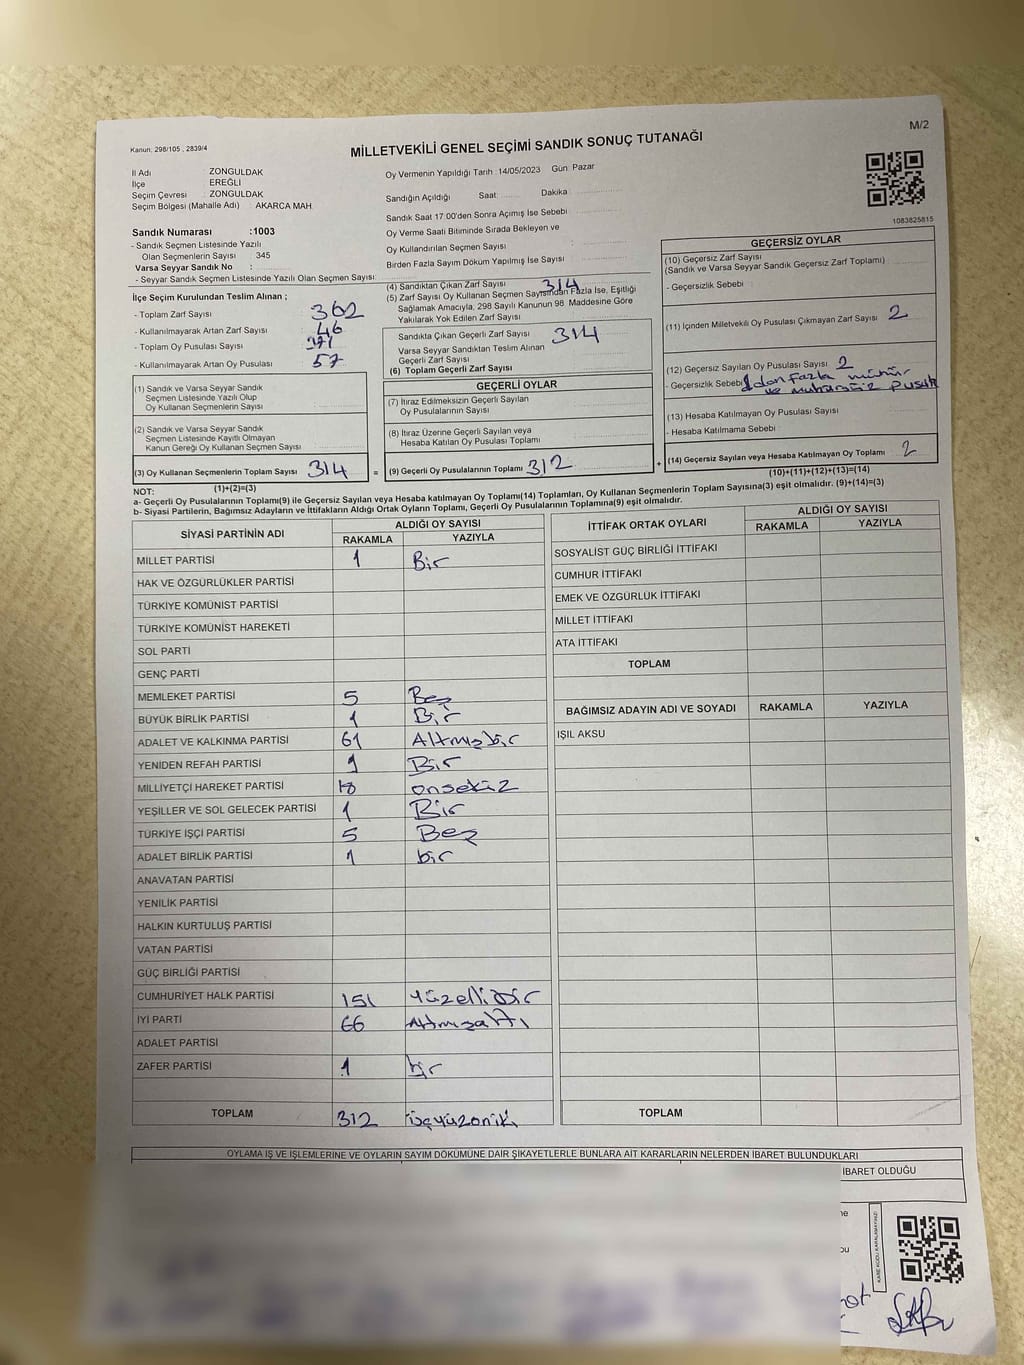 M/2
Kanun: 298/105 , 2839/4
MİLLETVEKİLİ GENEL SEÇİMİ SANDIK SONUÇ TUTANAĞI
İl Adı ZONGULDAK
İlçe EREĞLİ
Seçim Çevresi ZONGULDAK
Seçim Bölgesi (Mahalle Adı) : AKARCA MAH.
Sandık Numarası :1003
- Sandık Seçmen Listesinde Yazılı
Olan Seçmenlerin Sayısı : 345
Varsa Seyyar Sandık No :
- Seyyar Sandık Seçmen Listesinde Yazılı Olan Seçmen Sayısı:
Oy Vermenin Yapıldığı Tarih :14/05/2023 Gün: Pazar
Sandığın Açıldığı Saat: Dakika :
Sandık Saat 17:00'den Sonra Açımış İse Sebebi :
Oy Verme Saati Bitiminde Sırada Bekleyen ve
Oy Kullandırılan Seçmen Sayısı :
Birden Fazla Sayım Döküm Yapılmış İse Sayısı :
1083825815
İlçe Seçim Kurulundan Teslim Alınan ;
- Toplam Zarf Sayısı : 362
- Kullanılmayarak Artan Zarf Sayısı : 46
- Toplam Oy Pusulası Sayısı : 371
- Kullanılmayarak Artan Oy Pusulası : 57
(1) Sandık ve Varsa Seyyar Sandık
Seçmen Listesinde Yazılı Olup
Oy Kullanan Seçmenlerin Sayısı
(2) Sandık ve Varsa Seyyar Sandık
Seçmen Listesinde Kayıtlı Olmayan
Kanun Gereği Oy Kullanan Seçmen Sayısı
(3) Oy Kullanan Seçmenlerin Toplam Sayısı 314 =
(1)+(2)=(3)
(4) Sandıktan Çıkan Zarf Sayısı : 314
(5) Zarf Sayısı Oy Kullanan Seçmen Sayısından Fazla İse, Eşitliği
Sağlamak Amacıyla, 298 Sayılı Kanunun 98. Maddesine Göre
Yakılarak Yok Edilen Zarf Sayısı :
Sandıkta Çıkan Geçerli Zarf Sayısı : 314
Varsa Seyyar Sandıktan Teslim Alınan
Geçerli Zarf Sayısı
(6) Toplam Geçerli Zarf Sayısı :
GEÇERLİ OYLAR
(7) İtiraz Edilmeksizin Geçerli Sayılan
Oy Pusulalarının Sayısı
(8) İtiraz Üzerine Geçerli Sayılan veya
Hesaba Katılan Oy Pusulası Toplamı
(9) Geçerli Oy Pusulalarının Toplamı 312 +
GEÇERSİZ OYLAR
(10) Geçersiz Zarf Sayısı
(Sandık ve Varsa Seyyar Sandık Geçersiz Zarf Toplamı)
- Geçersizlik Sebebi :
(11) İçinden Milletvekili Oy Pusulası Çıkmayan Zarf Sayısı 2
(12) Geçersiz Sayılan Oy Pusulası Sayısı 2
- Geçersizlik Sebebi 1 den fazla mühür
ve mühürsüz pusula
(13) Hesaba Katılmayan Oy Pusulası Sayısı
- Hesaba Katılmama Sebebi :
(14) Geçersiz Sayılan veya Hesaba Katılmayan Oy Toplamı 2
(10)+(11)+(12)+(13)=(14)
NOT:
a- Geçerli Oy Pusulalarının Toplamı(9) ile Geçersiz Sayılan veya Hesaba katılmayan Oy Toplamı(14) Toplamları, Oy Kullanan Seçmenlerin Toplam Sayısına(3) eşit olmalıdır. (9)+(14)=(3)
b- Siyasi Partilerin, Bağımsız Adayların ve İttifakların Aldığı Ortak Oyların Toplamı, Geçerli Oy Pusulalarının Toplamına(9) eşit olmalıdır.
SİYASİ PARTİNİN ADI ALDIĞI OY SAYISI
RAKAMLA YAZIYLA
MİLLET PARTİSİ 1 Bir
HAK VE ÖZGÜRLÜKLER PARTİSİ
TÜRKİYE KOMÜNİST PARTİSİ
TÜRKİYE KOMÜNİST HAREKETİ
SOL PARTİ
GENÇ PARTİ
MEMLEKET PARTİSİ 5 Beş
BÜYÜK BİRLİK PARTİSİ 1 Bir
ADALET VE KALKINMA PARTİSİ 61 Altmışbir
YENİDEN REFAH PARTİSİ 1 Bir
MİLLİYETÇİ HAREKET PARTİSİ 18 onsekiz
YEŞİLLER VE SOL GELECEK PARTİSİ 1 Bir
TÜRKİYE İŞÇİ PARTİSİ 5 Beş
ADALET BİRLİK PARTİSİ 1 bir
ANAVATAN PARTİSİ
YENİLİK PARTİSİ
HALKIN KURTULUŞ PARTİSİ
VATAN PARTİSİ
GÜÇ BİRLİĞİ PARTİSİ
CUMHURİYET HALK PARTİSİ 151 Yüzellibir
İYİ PARTİ 66 Altmışaltı
ADALET PARTİSİ
ZAFER PARTİSİ 1 bir
TOPLAM 312 üçyüzoniki
İTTİFAK ORTAK OYLARI ALDIĞI OY SAYISI
RAKAMLA YAZIYLA
SOSYALİST GÜÇ BİRLİĞİ İTTİFAKI
CUMHUR İTTİFAKI
EMEK VE ÖZGÜRLÜK İTTİFAKI
MİLLET İTTİFAKI
ATA İTTİFAKI
TOPLAM
BAĞIMSIZ ADAYIN ADI VE SOYADI RAKAMLA YAZIYLA
IŞIL AKSU
TOPLAM
OYLAMA İŞ VE İŞLEMLERİNE VE OYLARIN SAYIM DÖKÜMÜNE DAİR ŞİKAYETLERLE BUNLARA AİT KARARLARIN NELERDEN İBARET BULUNDUKLARI
İBARET OLDUĞU